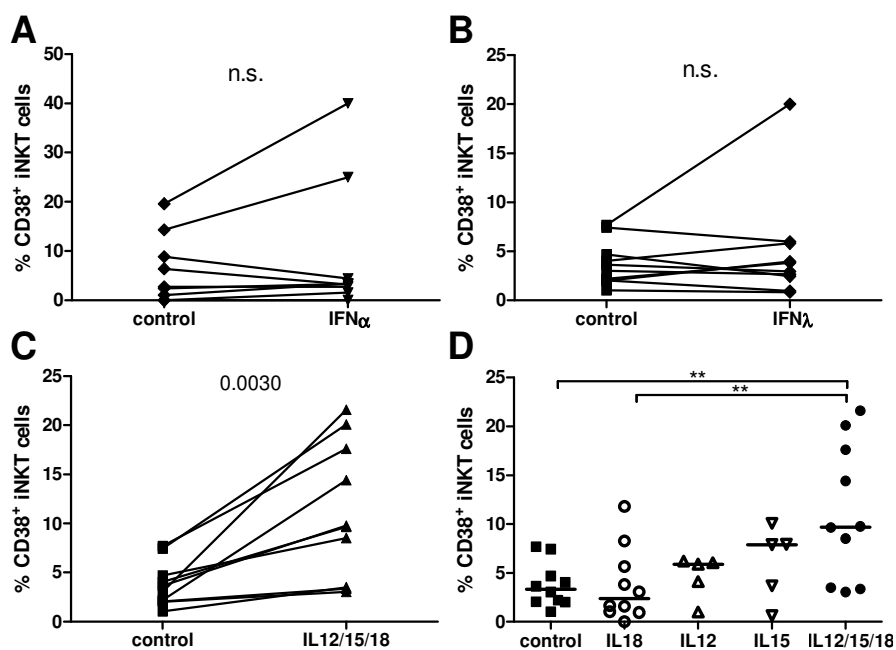 A
% CD38⁺ iNKT cells
50
40
30
20
10
0
n.s.
control
IFNα
B
% CD38⁺ iNKT cells
25
20
15
10
5
0
n.s.
control
IFNλ
C
% CD38⁺ iNKT cells
25
20
15
10
5
0
0.0030
control
IL12/15/18
D
% CD38⁺ iNKT cells
25
20
15
10
5
0
**
**
control
IL18
IL12
IL15
IL12/15/18